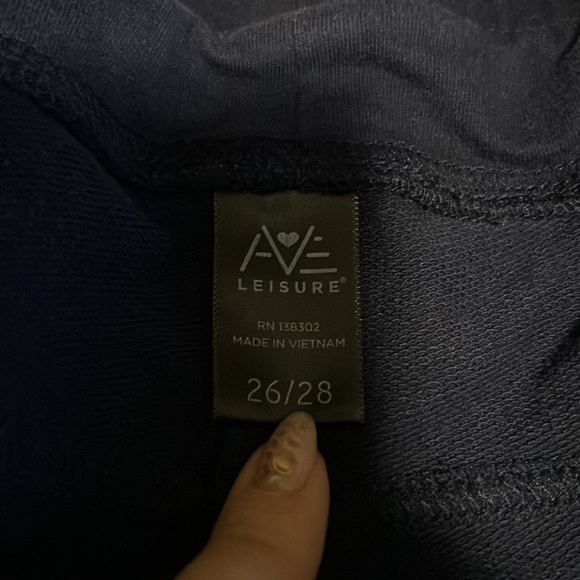 AVE
LEISURE®
RN 138302
MADE IN VIETNAM
26/28